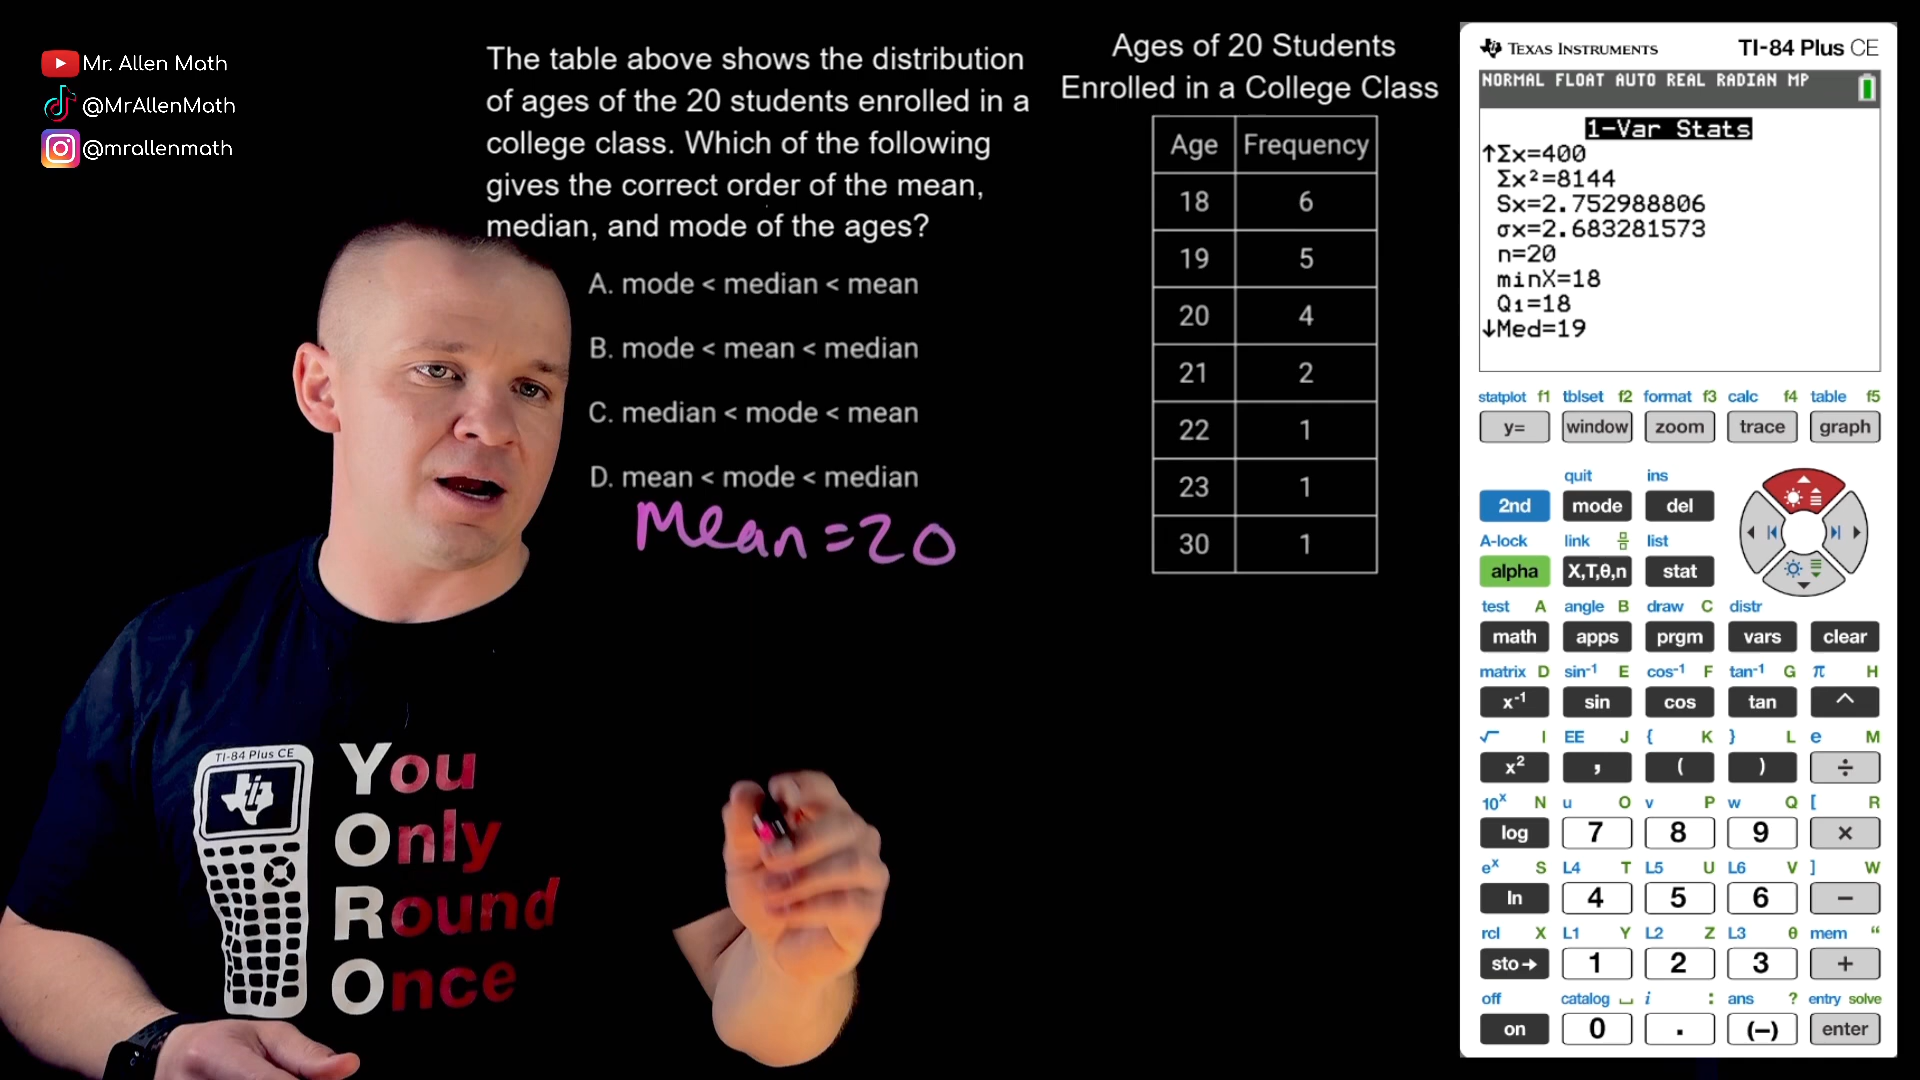 Mr. Allen Math
@MrAllenMath
@mrallenmath
The table above shows the distribution
of ages of the 20 students enrolled in a
college class. Which of the following
gives the correct order of the mean,
median, and mode of the ages?
A. mode < median < mean
B. mode < mean < median
C. median < mode < mean
D. mean < mode < median
Mean = 20
Ages of 20 Students
Enrolled in a College Class
Age Frequency
18 6
19 5
20 4
21 2
22 1
23 1
30 1
TI-84 Plus CE
You
Only
Round
Once
TEXAS INSTRUMENTS TI-84 Plus CE
NORMAL FLOAT AUTO REAL RADIAN MP
1-Var Stats
↑Σx=400
Σx²=8144
Sx=2.752988806
σx=2.683281573
n=20
minX=18
Q₁=18
↓Med=19
statplot f1 tblset f2 format f3 calc f4 table f5
y= window zoom trace graph
quit ins
2nd mode del
A-lock link list
alpha X,T,θ,n stat
test A angle B draw C distr
math apps prgm vars clear
matrix D sin⁻¹ E cos⁻¹ F tan⁻¹ G π H
x⁻¹ sin cos tan ^
√ I EE J { K } L e M
x² , ( ) ÷
10ˣ N u O v P w Q [ R
log 7 8 9 ×
eˣ S L4 T L5 U L6 V ] W
ln 4 5 6 −
rcl X L1 Y L2 Z L3 θ mem “
sto→ 1 2 3 +
off catalog ⎵ i : ans ? entry solve
on 0 . (−) enter